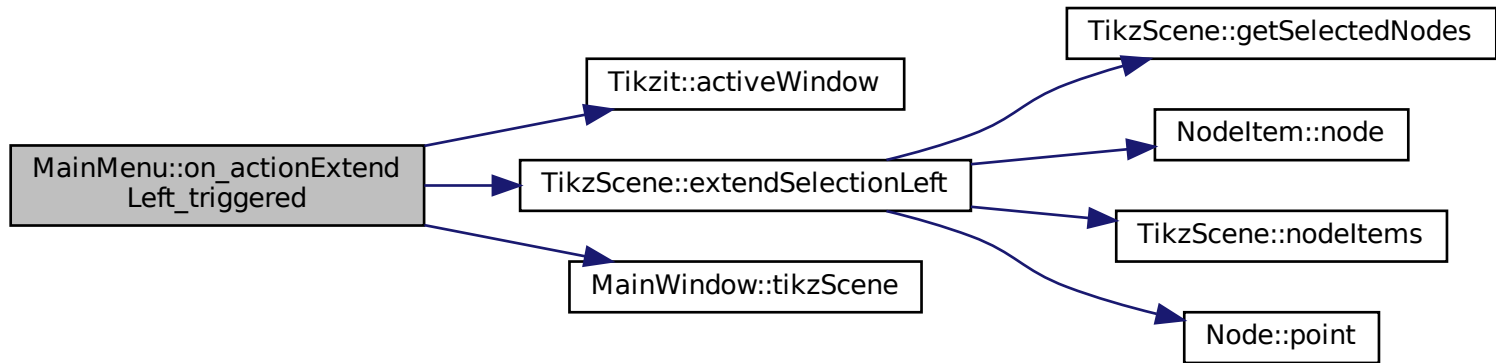 MainMenu::on_actionExtend
Left_triggered
Tikzit::activeWindow
TikzScene::extendSelectionLeft
MainWindow::tikzScene
TikzScene::getSelectedNodes
NodeItem::node
TikzScene::nodeItems
Node::point